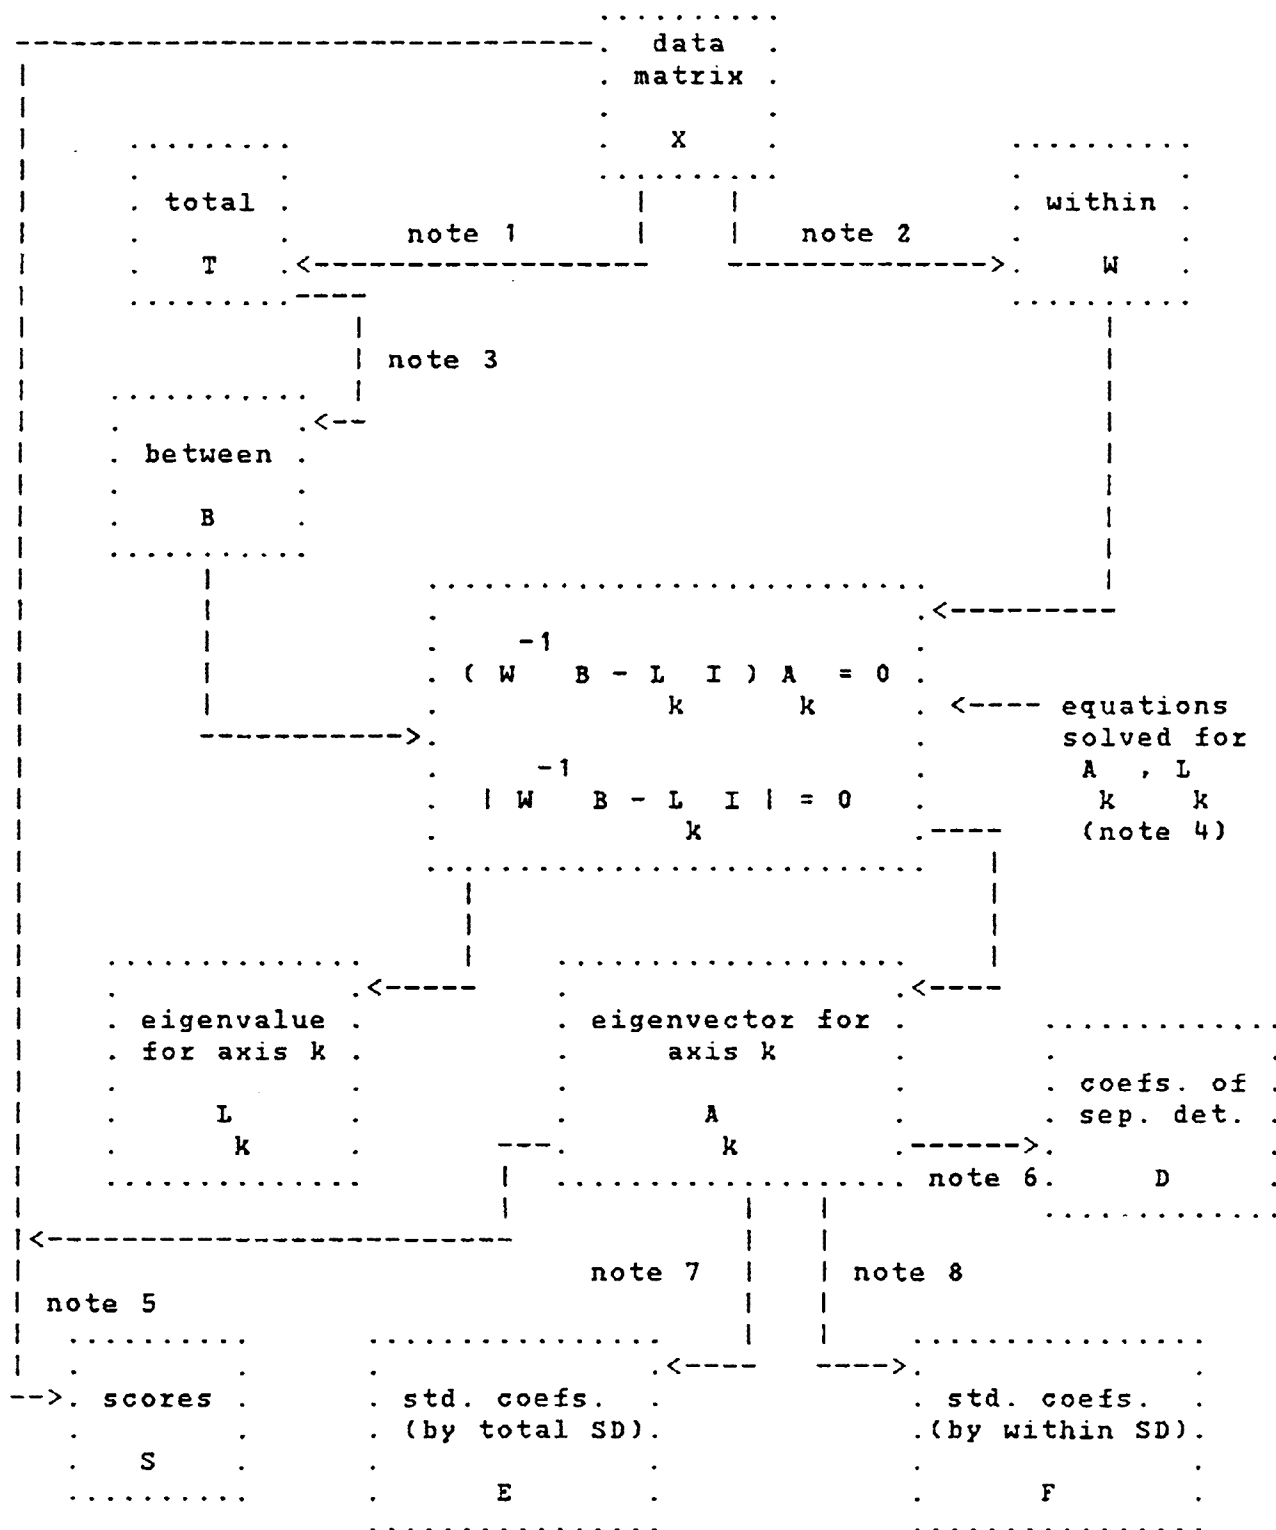 data
matrix
X
total
T
note 1
note 2
within
W
note 3
between
B
-1
( W B - L I ) A = 0
k k
-1
| W B - L I | = 0
k
equations
solved for
A , L
k k
(note 4)
eigenvalue
for axis k
L
k
eigenvector for
axis k
A
k
note 6
coefs. of
sep. det.
D
note 7
note 8
note 5
scores
S
std. coefs.
(by total SD)
E
std. coefs.
(by within SD)
F